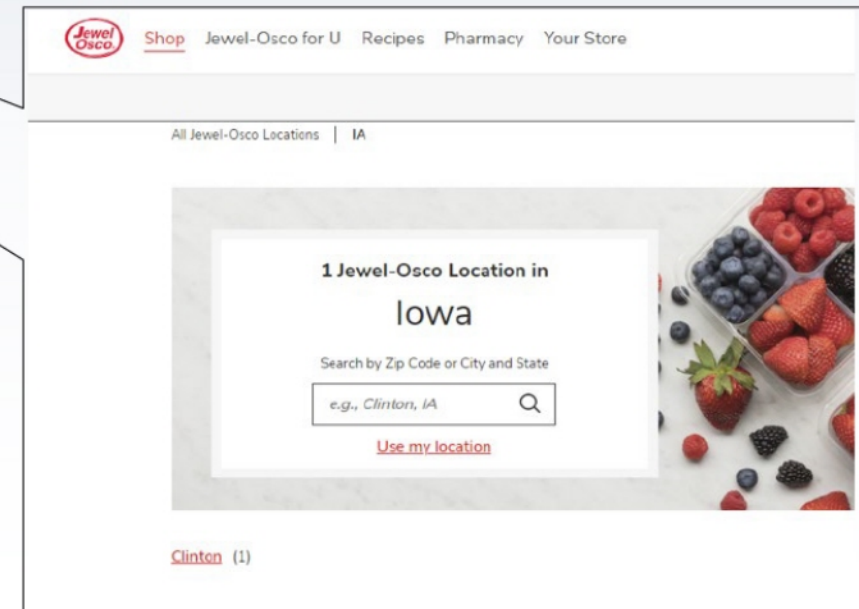 Jewel
Osco.
Shop Jewel-Osco for U Recipes Pharmacy Your Store
All Jewel-Osco Locations | IA
1 Jewel-Osco Location in
Iowa
Search by Zip Code or City and State
e.g., Clinton, IA
Use my location
Clinton (1)